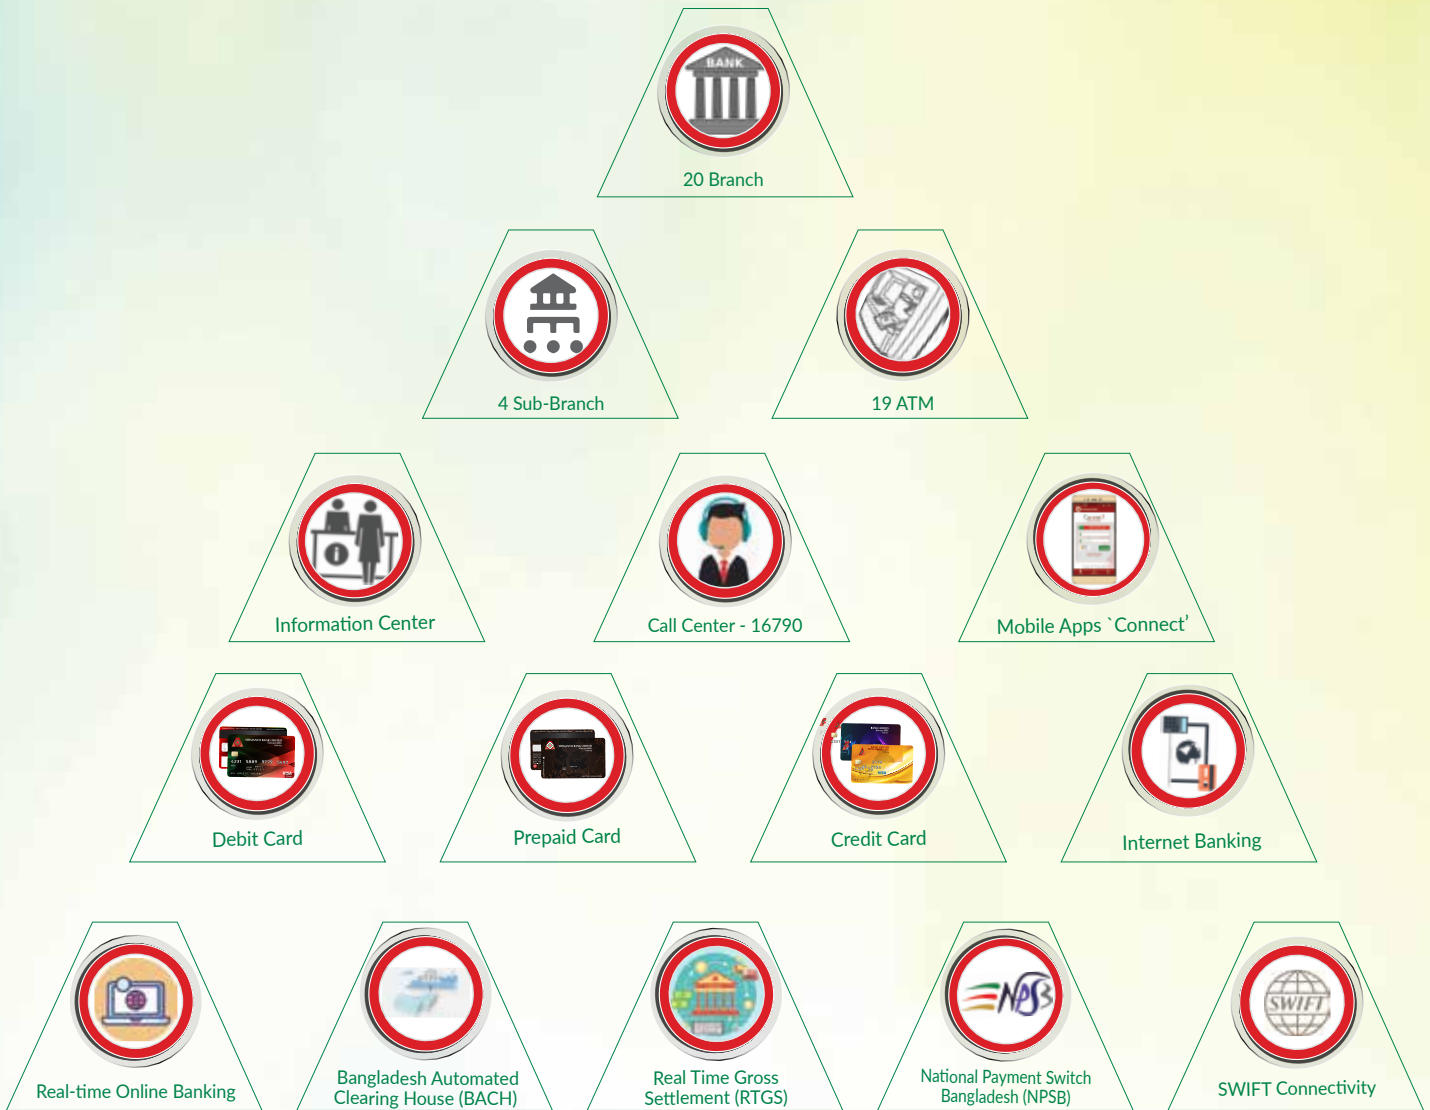 BANK
20 Branch
4 Sub-Branch
19 ATM
Information Center
Call Center - 16790
Mobile Apps `Connect’
Debit Card
Prepaid Card
Credit Card
Internet Banking
NPSB
SWIFT
Real-time Online Banking
Bangladesh Automated
Clearing House (BACH)
Real Time Gross
Settlement (RTGS)
National Payment Switch
Bangladesh (NPSB)
SWIFT Connectivity